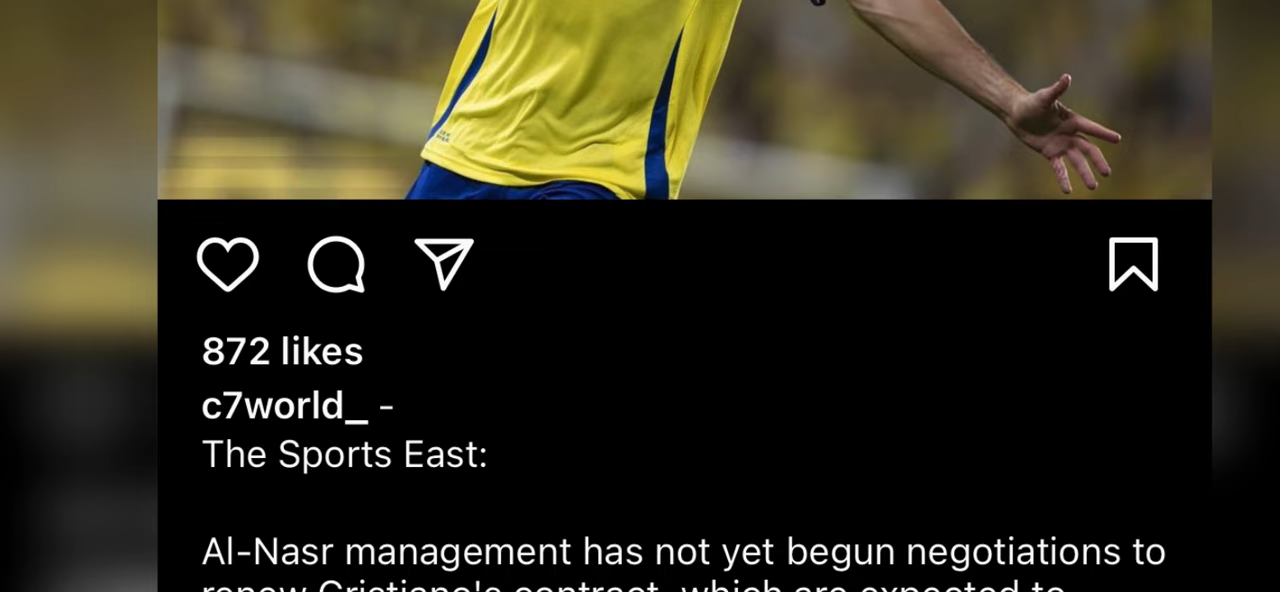 872 likes
c7world_ -
The Sports East:
Al-Nasr management has not yet begun negotiations to
renew Cristiano's contract, which are expected to